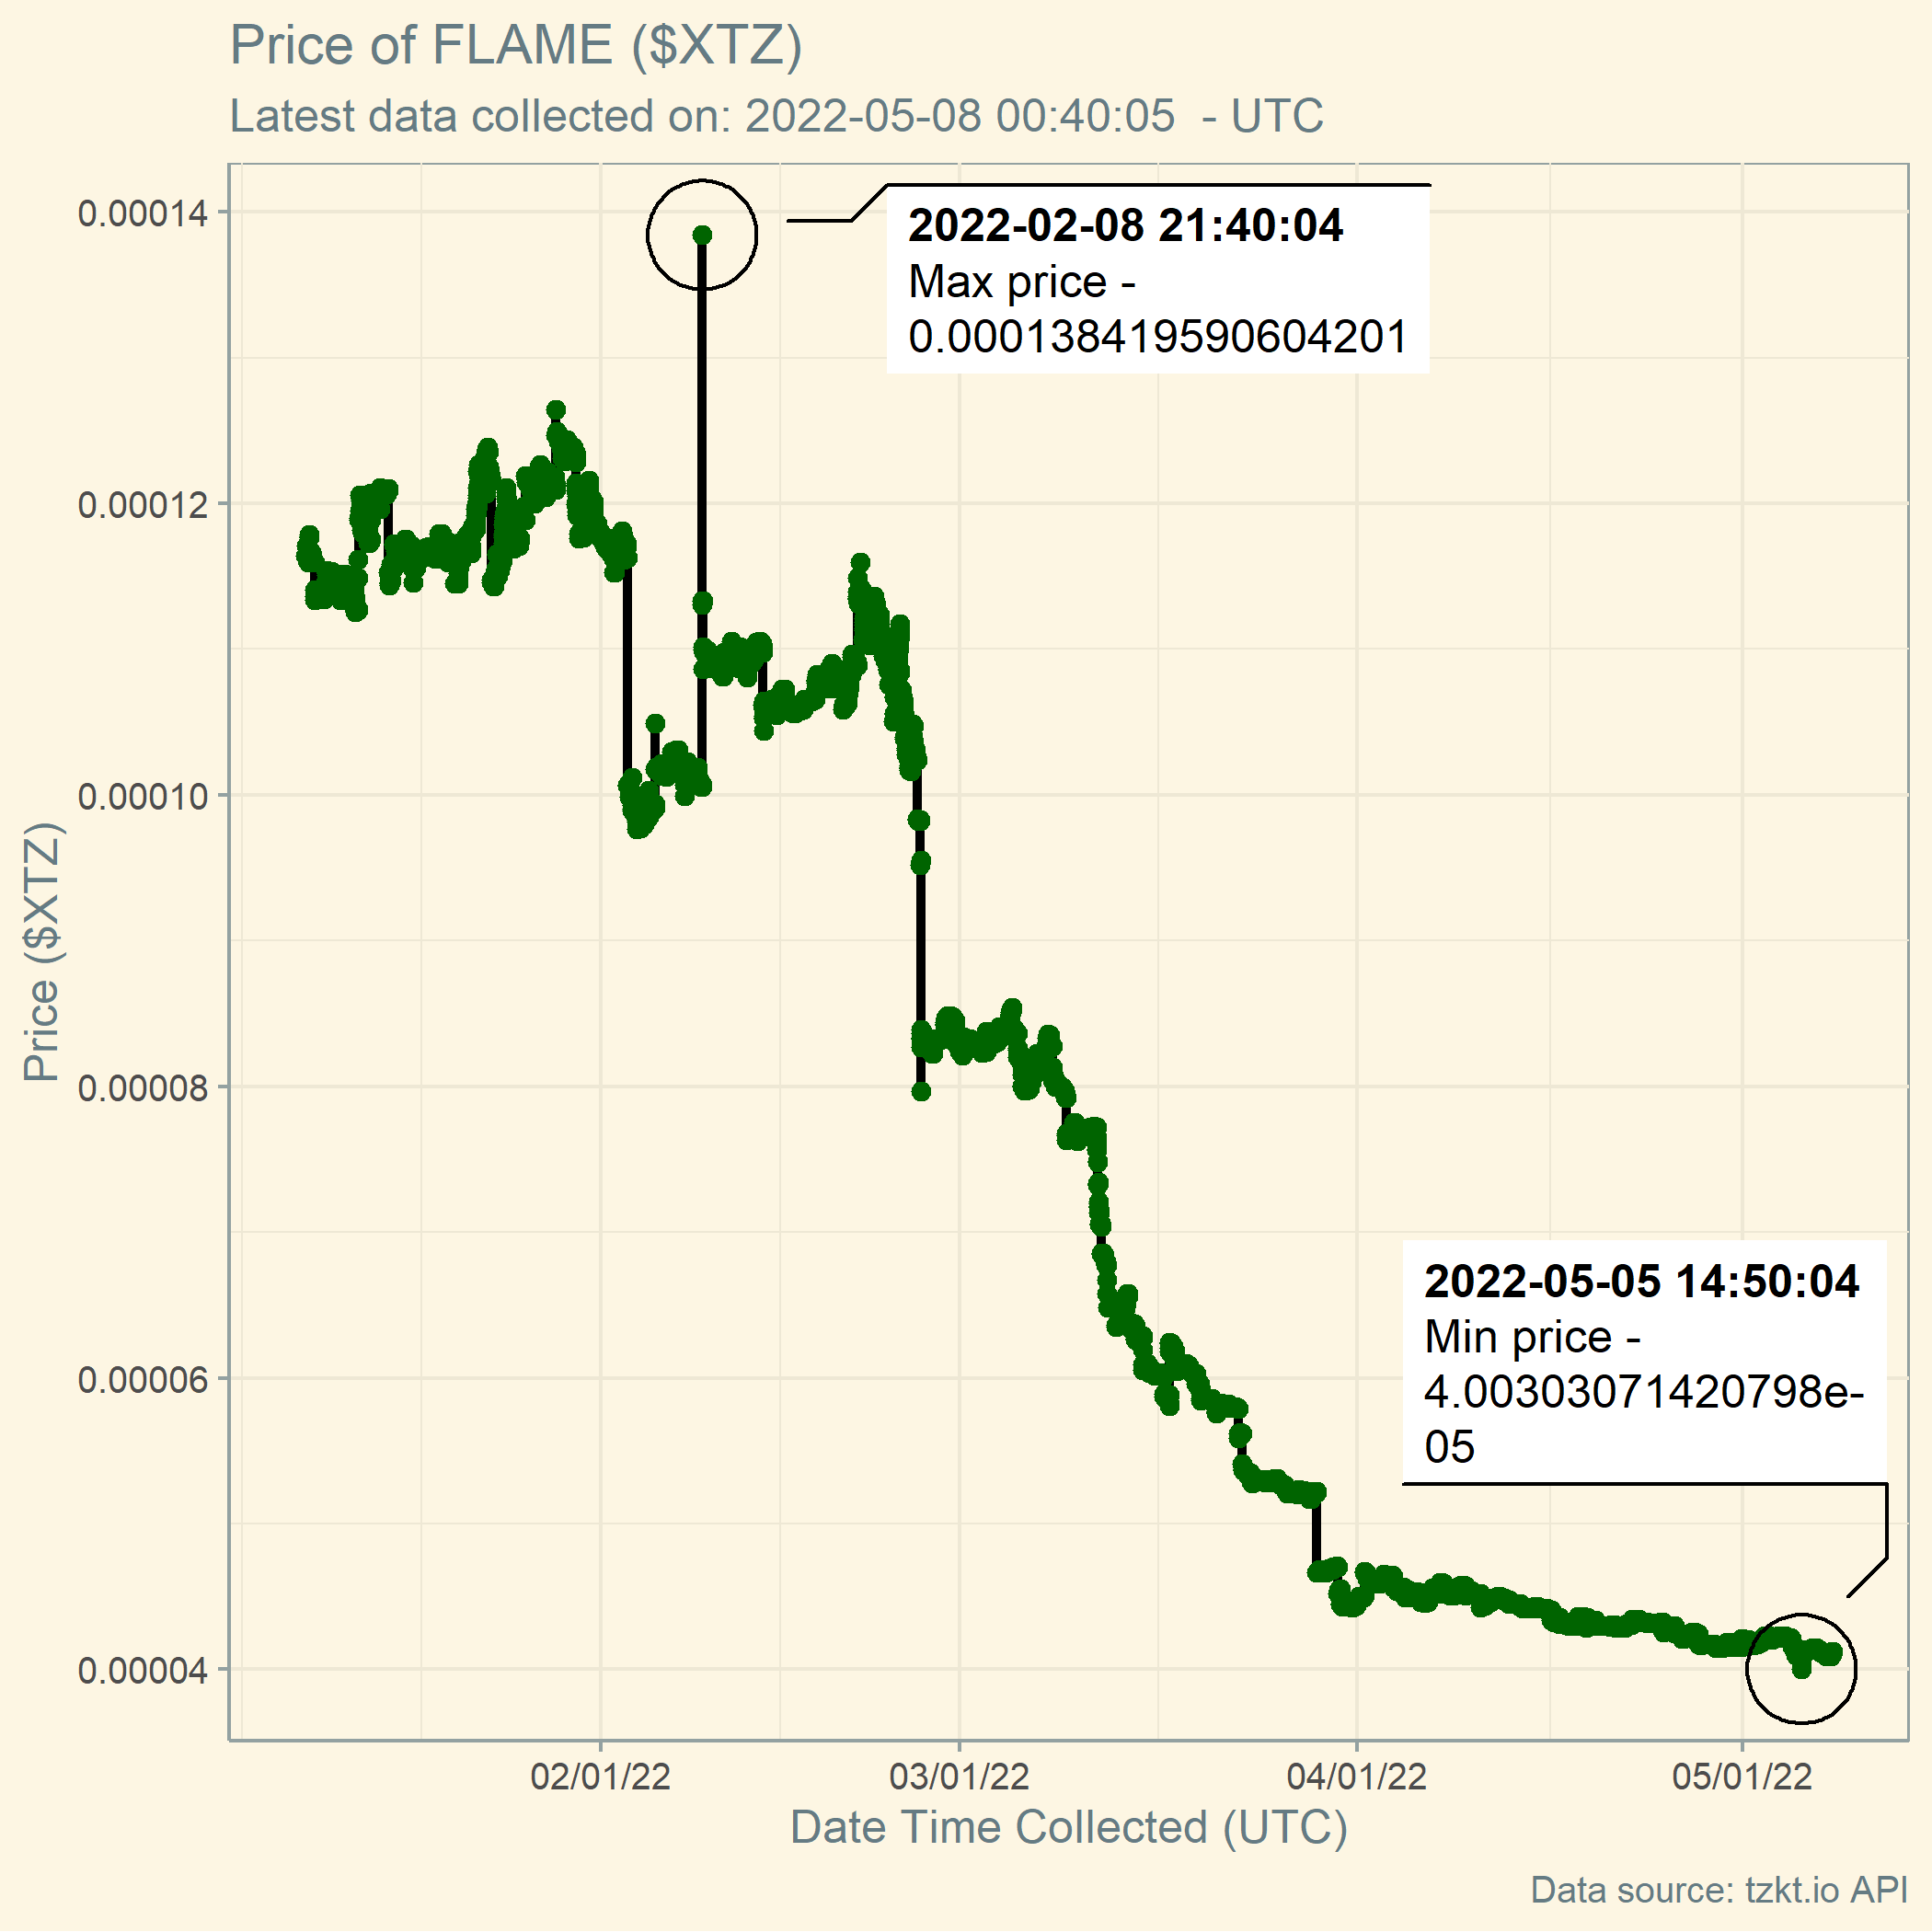 Price of FLAME ($XTZ)
Latest data collected on: 2022-05-08 00:40:05  - UTC
0.00014
0.00012
0.00010
0.00008
0.00006
0.00004
Price ($XTZ)
2022-02-08 21:40:04
Max price -
0.000138419590604201
2022-05-05 14:50:04
Min price -
4.00303071420798e-
05
02/01/22
03/01/22
04/01/22
05/01/22
Date Time Collected (UTC)
Data source: tzkt.io API